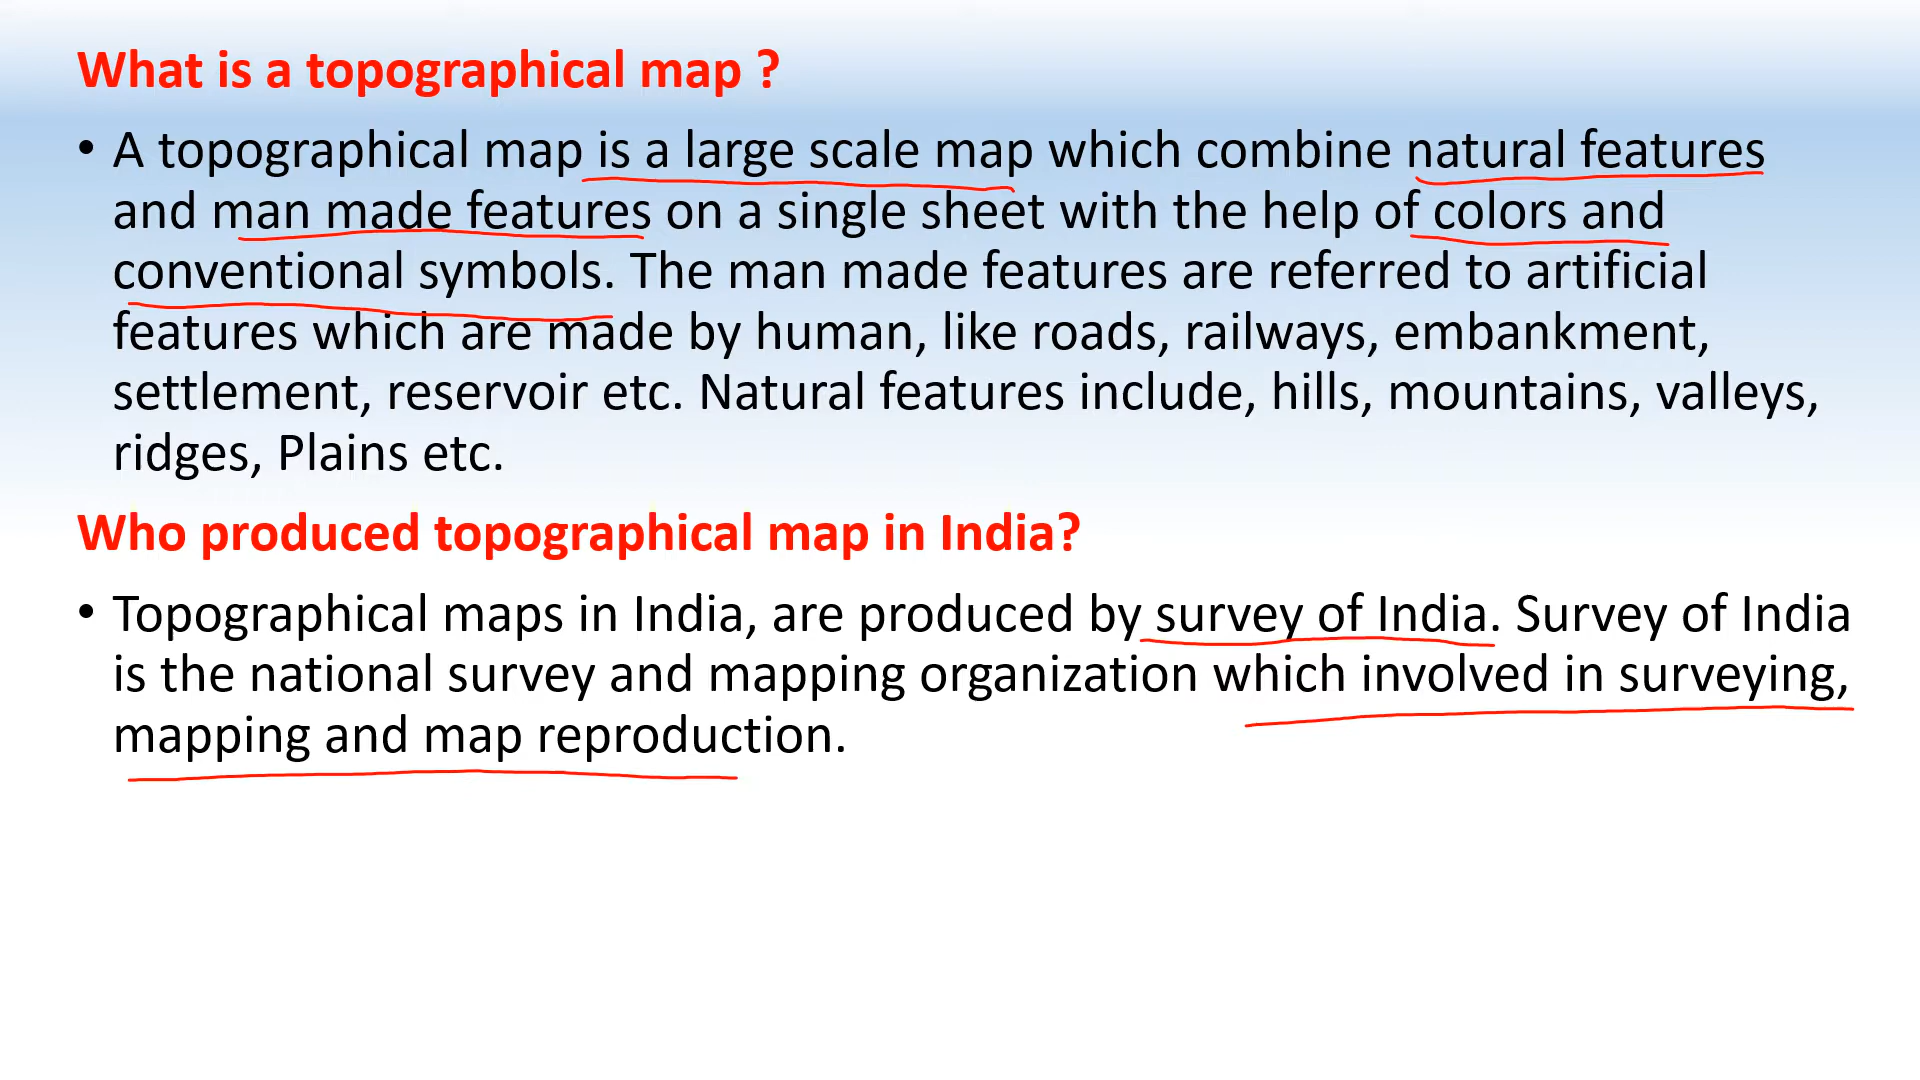 What is a topographical map ?
• A topographical map is a large scale map which combine natural features
and man made features on a single sheet with the help of colors and
conventional symbols. The man made features are referred to artificial
features which are made by human, like roads, railways, embankment,
settlement, reservoir etc. Natural features include, hills, mountains, valleys,
ridges, Plains etc.
Who produced topographical map in India?
• Topographical maps in India, are produced by survey of India. Survey of India
is the national survey and mapping organization which involved in surveying,
mapping and map reproduction.